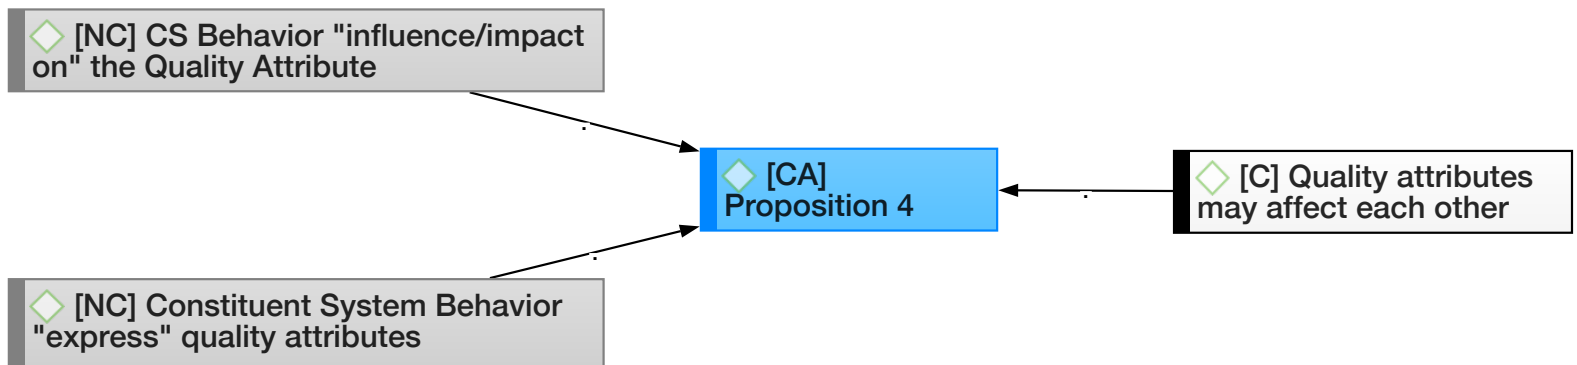 [NC] CS Behavior "influence/impact
on" the Quality Attribute
[CA]
Proposition 4
[C] Quality attributes
may affect each other
[NC] Constituent System Behavior
"express" quality attributes